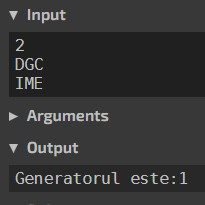 ▼ Input
2
DGC
IME
► Arguments
▼ Output
Generatorul este:1